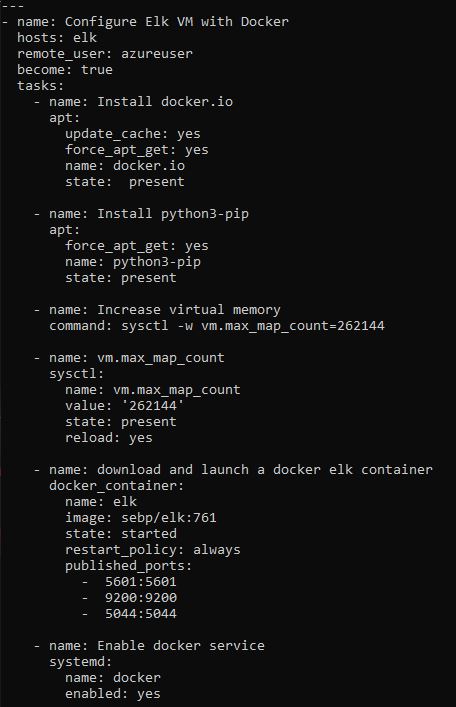 ---
- name: Configure Elk VM with Docker
  hosts: elk
  remote_user: azureuser
  become: true
  tasks:
    - name: Install docker.io
      apt:
        update_cache: yes
        force_apt_get: yes
        name: docker.io
        state:  present

    - name: Install python3-pip
      apt:
        force_apt_get: yes
        name: python3-pip
        state: present

    - name: Increase virtual memory
      command: sysctl -w vm.max_map_count=262144

    - name: vm.max_map_count
      sysctl:
        name: vm.max_map_count
        value: '262144'
        state: present
        reload: yes

    - name: download and launch a docker elk container
      docker_container:
        name: elk
        image: sebp/elk:761
        state: started
        restart_policy: always
        published_ports:
          -  5601:5601
          -  9200:9200
          -  5044:5044

    - name: Enable docker service
      systemd:
        name: docker
        enabled: yes